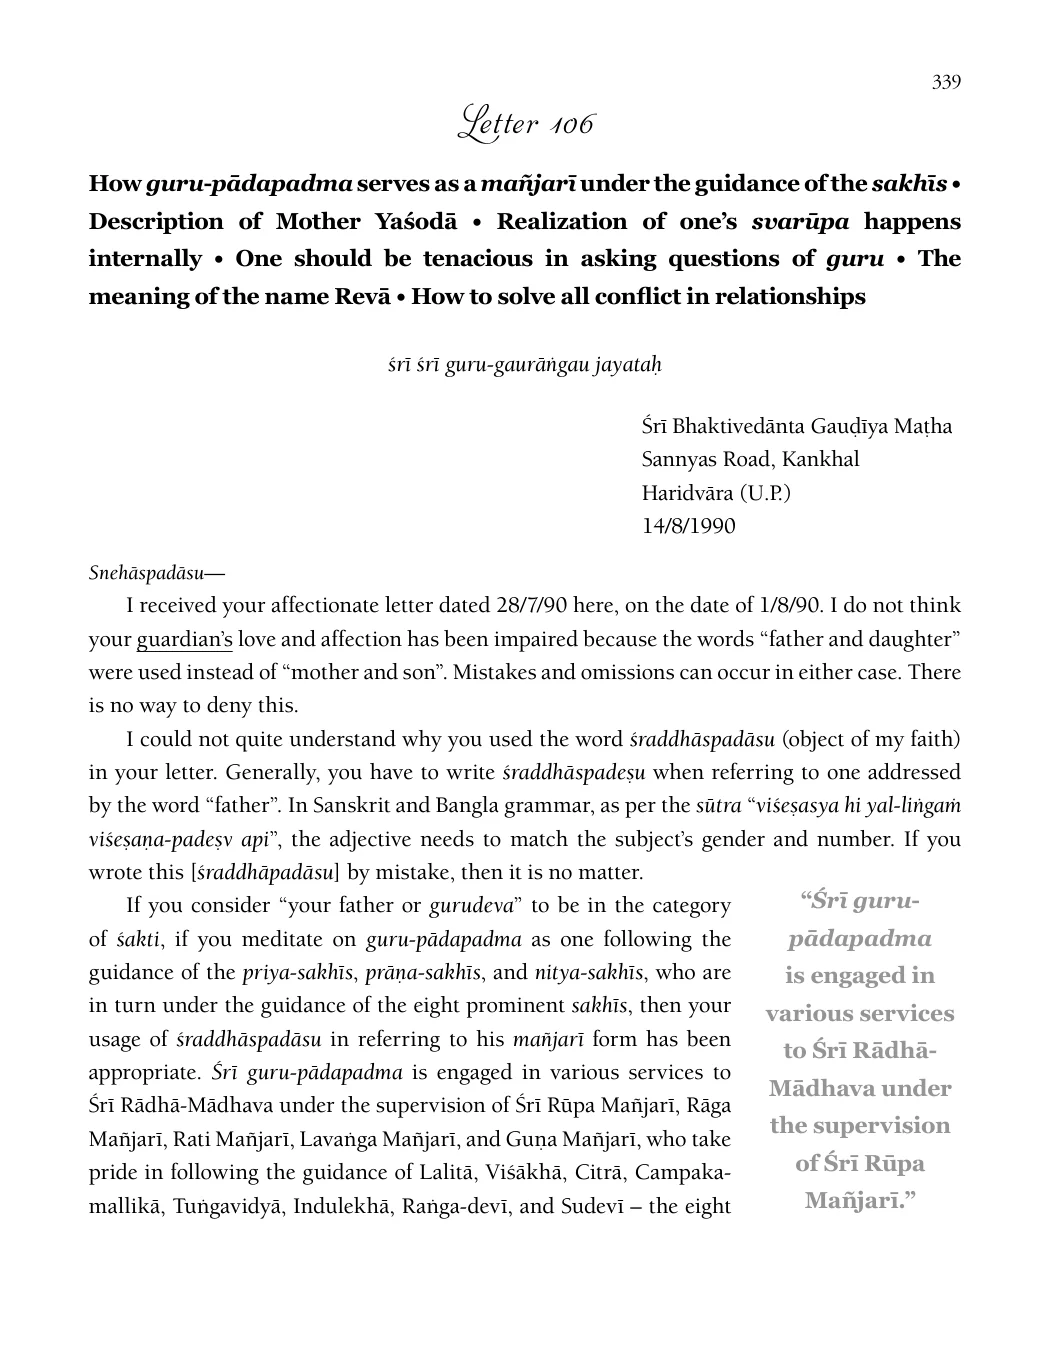 339
Letter 106
How guru-pādapadma serves as a mañjarī under the guidance of the sakhīs •
Description of Mother Yaśodā • Realization of one’s svarūpa happens
internally • One should be tenacious in asking questions of guru • The
meaning of the name Revā • How to solve all conflict in relationships
śrī śrī guru-gaurāṅgau jayataḥ
Śrī Bhaktivedānta Gauḍīya Maṭha
Sannyas Road, Kankhal
Haridvāra (U.P.)
14/8/1990
Snehāspadāsu—
I received your affectionate letter dated 28/7/90 here, on the date of 1/8/90. I do not think
your guardian’s love and affection has been impaired because the words “father and daughter”
were used instead of “mother and son”. Mistakes and omissions can occur in either case. There
is no way to deny this.
I could not quite understand why you used the word śraddhāspadāsu (object of my faith)
in your letter. Generally, you have to write śraddhāspadeṣu when referring to one addressed
by the word “father”. In Sanskrit and Bangla grammar, as per the sūtra “viśeṣasya hi yal-liṅgaṁ
viśeṣaṇa-padeṣv api”, the adjective needs to match the subject’s gender and number. If you
wrote this [śraddhāpadāsu] by mistake, then it is no matter.
If you consider “your father or gurudeva” to be in the category
of śakti, if you meditate on guru-pādapadma as one following the
guidance of the priya-sakhīs, prāṇa-sakhīs, and nitya-sakhīs, who are
in turn under the guidance of the eight prominent sakhīs, then your
usage of śraddhāspadāsu in referring to his mañjarī form has been
appropriate. Śrī guru-pādapadma is engaged in various services to
Śrī Rādhā-Mādhava under the supervision of Śrī Rūpa Mañjarī, Rāga
Mañjarī, Rati Mañjarī, Lavaṅga Mañjarī, and Guṇa Mañjarī, who take
pride in following the guidance of Lalitā, Viśākhā, Citrā, Campaka-
mallikā, Tuṅgavidyā, Indulekhā, Raṅga-devī, and Sudevī – the eight
“Śrī guru-
pādapadma
is engaged in
various services
to Śrī Rādhā-
Mādhava under
the supervision
of Śrī Rūpa
Mañjarī.”